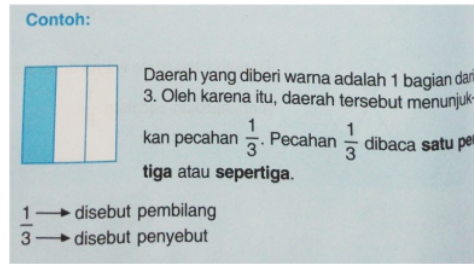 Contoh:
Daerah yang diberi warna adalah 1 bagian dari
3. Oleh karena itu, daerah tersebut menunjuk-
kan pecahan 1/3. Pecahan 1/3 dibaca satu per
tiga atau sepertiga.
1 → disebut pembilang
3 → disebut penyebut